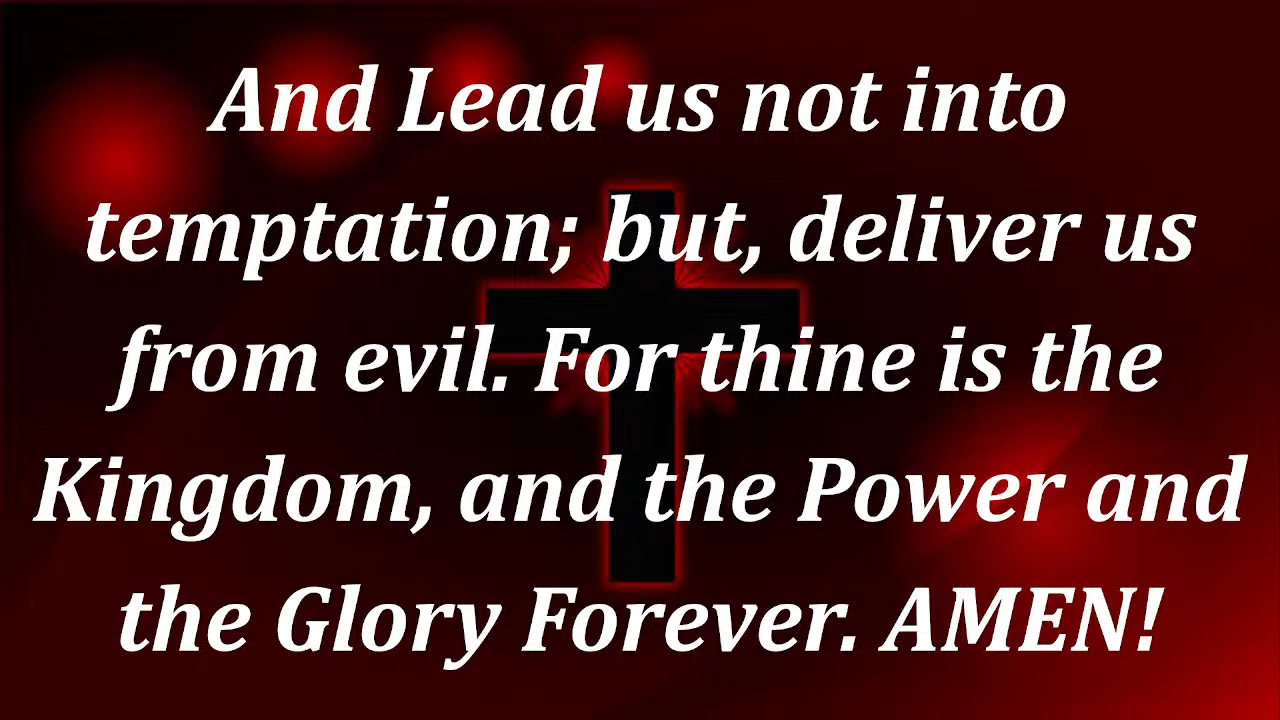 And Lead us not into
temptation; but, deliver us
from evil. For thine is the
Kingdom, and the Power and
the Glory Forever. AMEN!